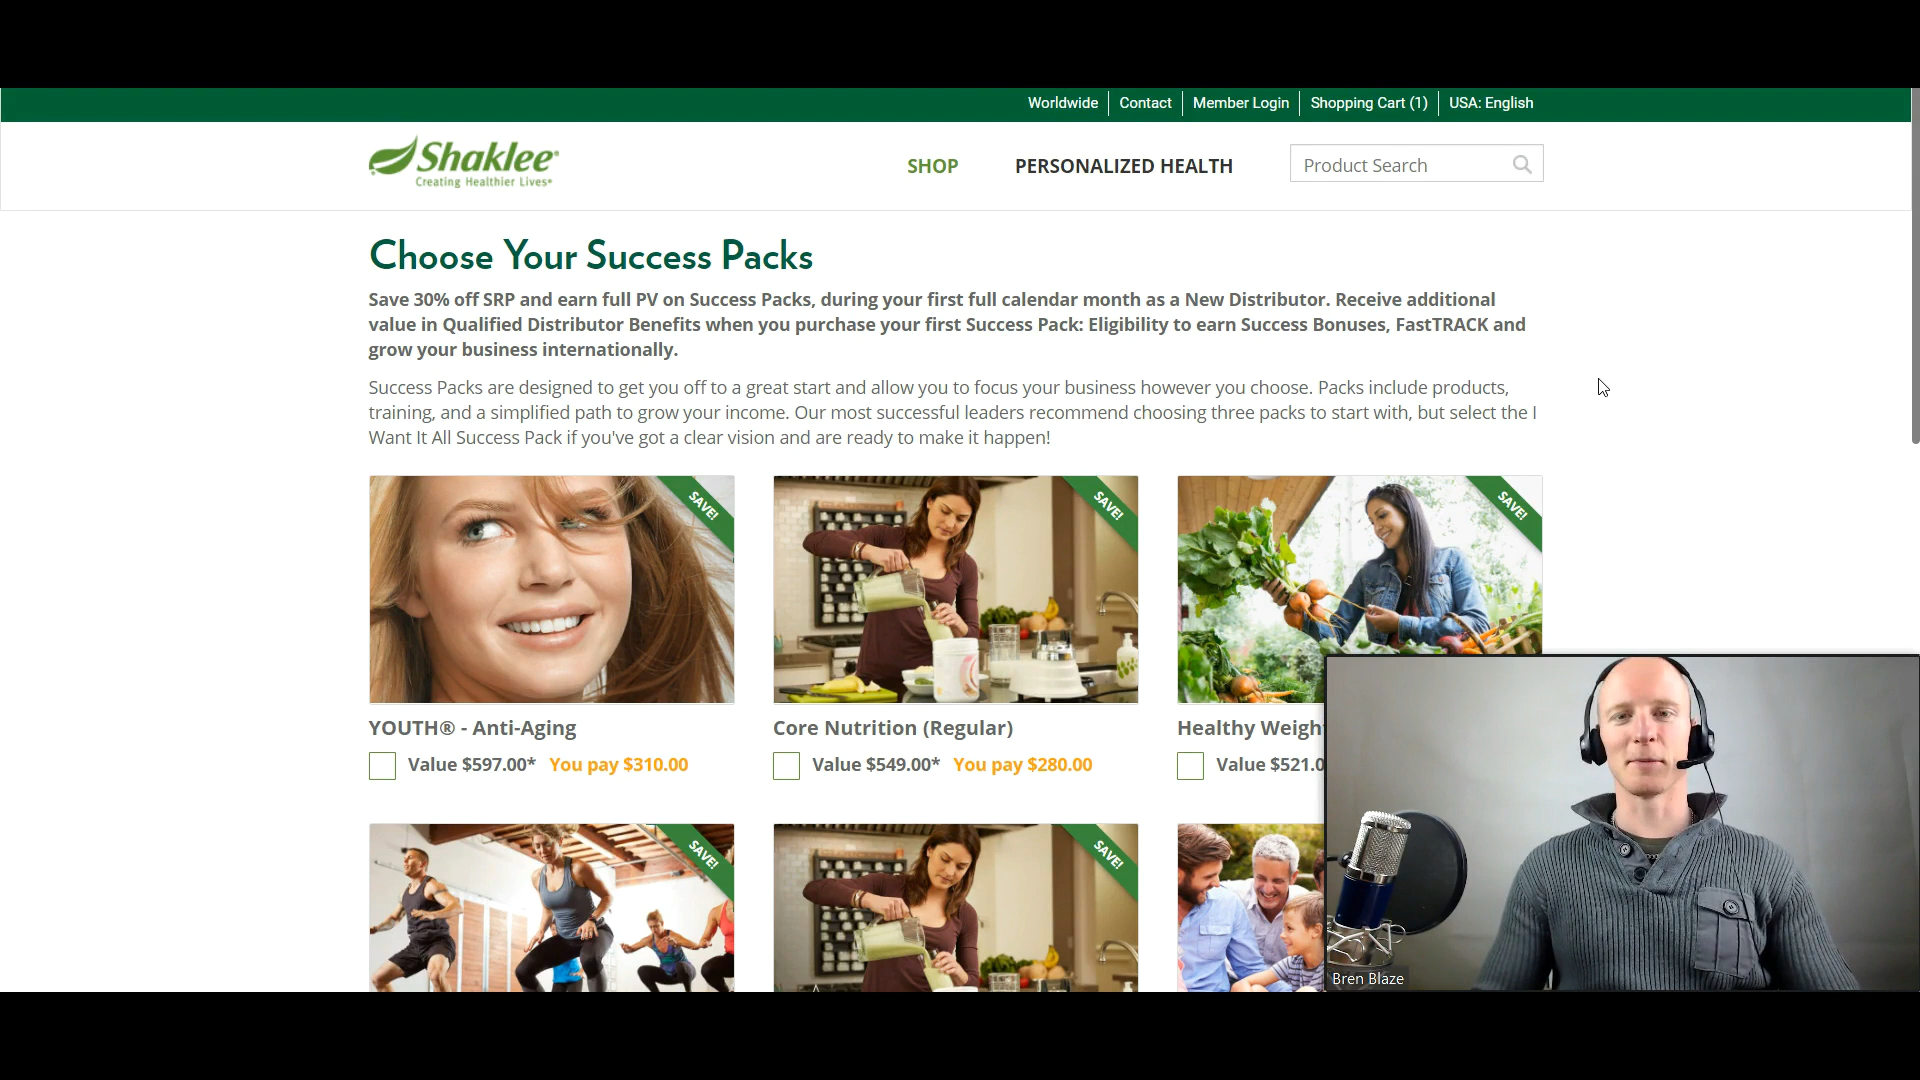 Worldwide Contact Member Login Shopping Cart (1) USA: English
Shaklee®
Creating Healthier Lives®
SHOP PERSONALIZED HEALTH Product Search
Choose Your Success Packs
Save 30% off SRP and earn full PV on Success Packs, during your first full calendar month as a New Distributor. Receive additional
value in Qualified Distributor Benefits when you purchase your first Success Pack: Eligibility to earn Success Bonuses, FastTRACK and
grow your business internationally.
Success Packs are designed to get you off to a great start and allow you to focus your business however you choose. Packs include products,
training, and a simplified path to grow your income. Our most successful leaders recommend choosing three packs to start with, but select the I
Want It All Success Pack if you've got a clear vision and are ready to make it happen!
SAVE! SAVE! SAVE!
YOUTH® - Anti-Aging Core Nutrition (Regular) Healthy Weigh
Value $597.00* You pay $310.00 Value $549.00* You pay $280.00 Value $521.0
SAVE! SAVE!
Bren Blaze